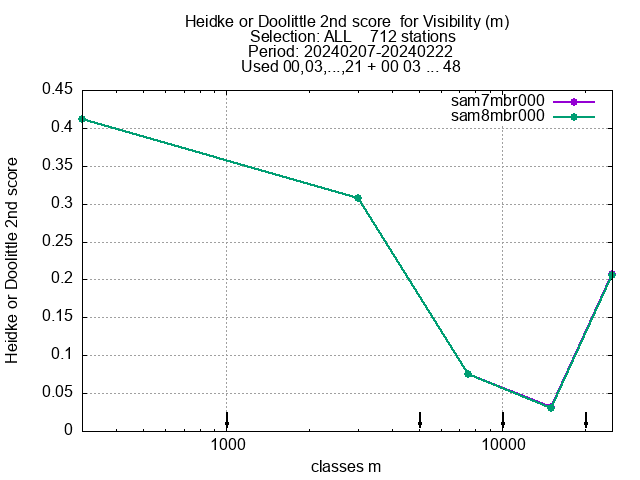 Heidke or Doolittle 2nd score  for Visibility (m)
Selection: ALL    712 stations
Period: 20240207-20240222
Used 00,03,...,21 + 00 03 ... 48
sam7mbr000
sam8mbr000
0.45
0.4
0.35
0.3
0.25
0.2
0.15
0.1
0.05
0
Heidke or Doolittle 2nd score
1000
10000
classes m